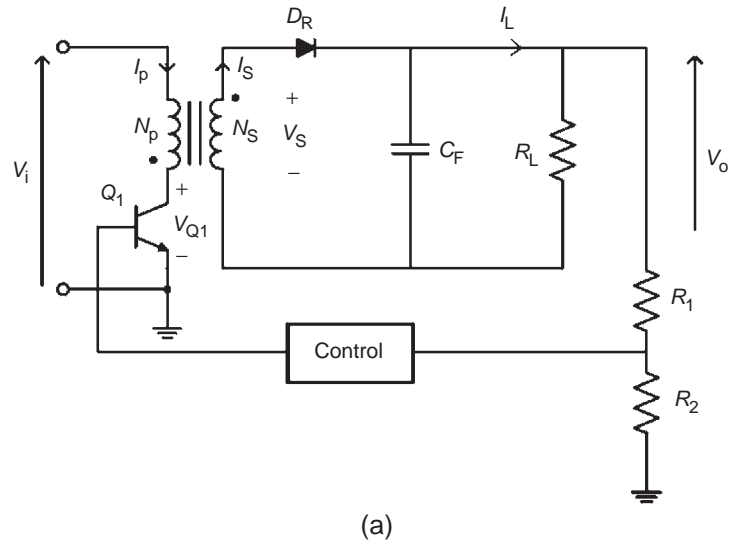 D_R
I_L
I_p
I_S
+
N_p
N_S
V_S
−
C_F
R_L
V_i
V_o
Q_1
+
V_Q1
−
R_1
Control
R_2
(a)